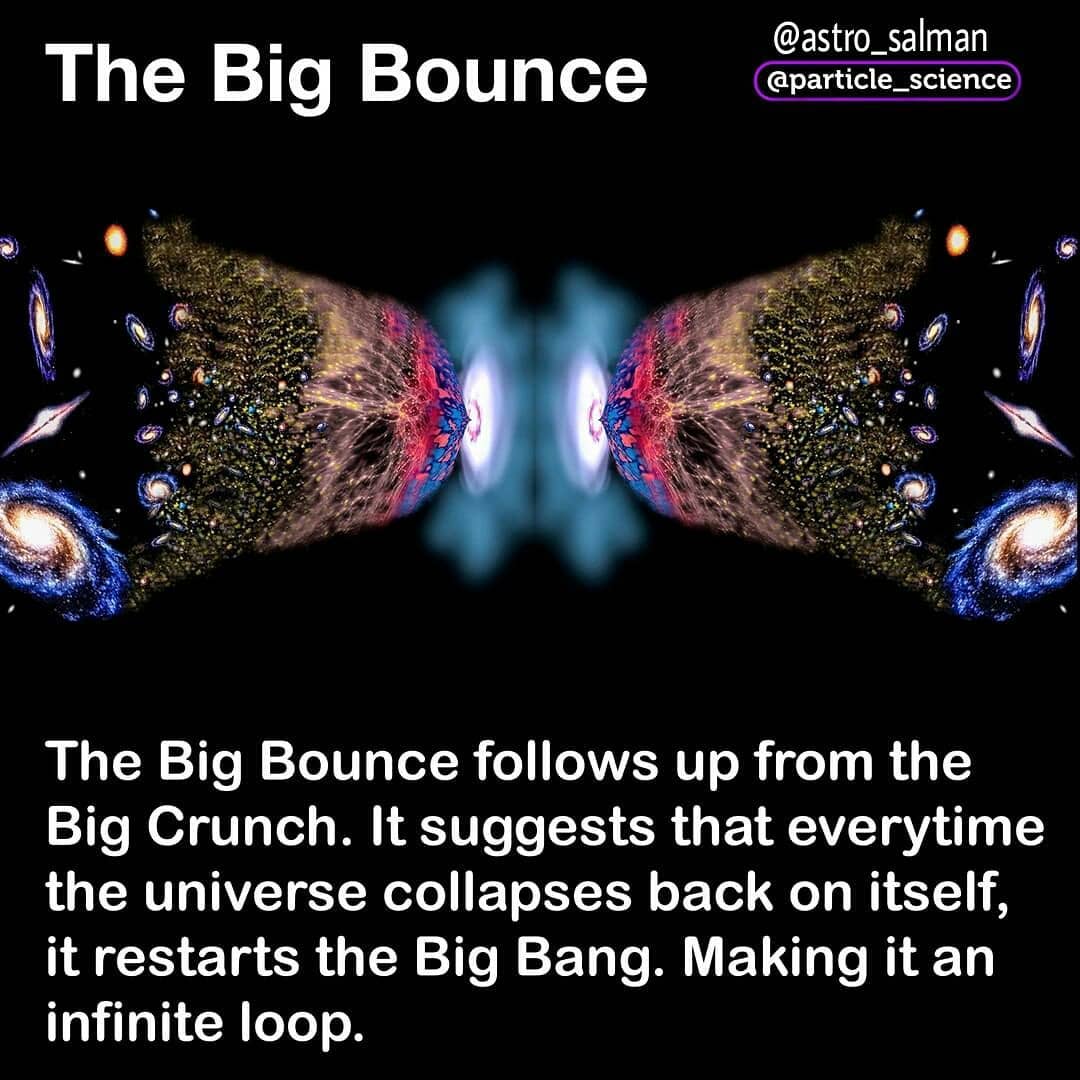 The Big Bounce
@astro_salman
@particle_science
The Big Bounce follows up from the
Big Crunch. It suggests that everytime
the universe collapses back on itself,
it restarts the Big Bang. Making it an
infinite loop.